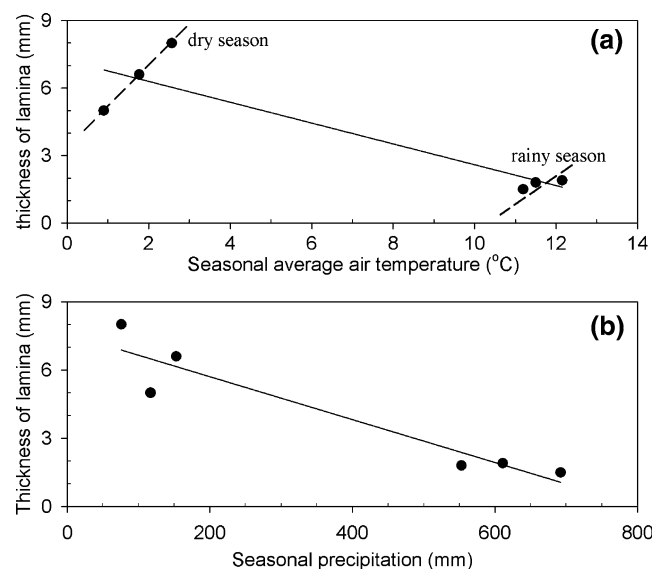 9
(a)
dry season
6
thickness of lamina (mm)
3
rainy season
0
0 2 4 6 8 10 12 14
Seasonal average air temperature (°C)
9
(b)
6
Thickness of lamina (mm)
3
0
0 200 400 600 800
Seasonal precipitation (mm)